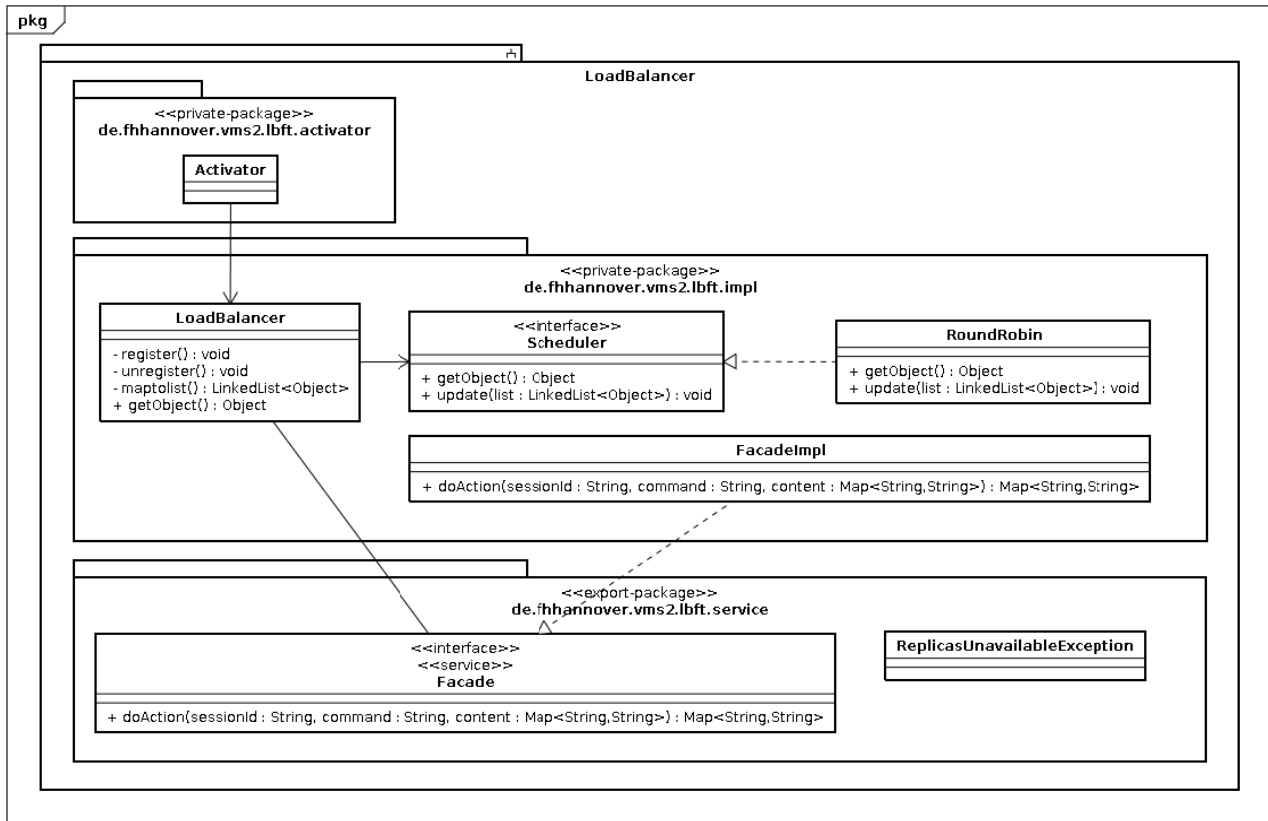 pkg
LoadBalancer
<<private-package>>
de.fhhannover.vms2.lbft.activator
Activator
<<private-package>>
de.fhhannover.vms2.lbft.impl
LoadBalancer
- register() : void
- unregister() : void
- maptolist() : LinkedList<Object>
+ getObject() : Object
<<interface>>
Scheduler
+ getObject() : Object
+ update(list : LinkedList<Object>) : void
RoundRobin
+ getObject() : Object
+ update(list : LinkedList<Object>) : void
FacadeImpl
+ doAction(sessionId : String, command : String, content : Map<String,String>) : Map<String,String>
<<export-package>>
de.fhhannover.vms2.lbft.service
<<interface>>
<<service>>
Facade
+ doAction(sessionId : String, command : String, content : Map<String,String>) : Map<String,String>
ReplicasUnavailableException